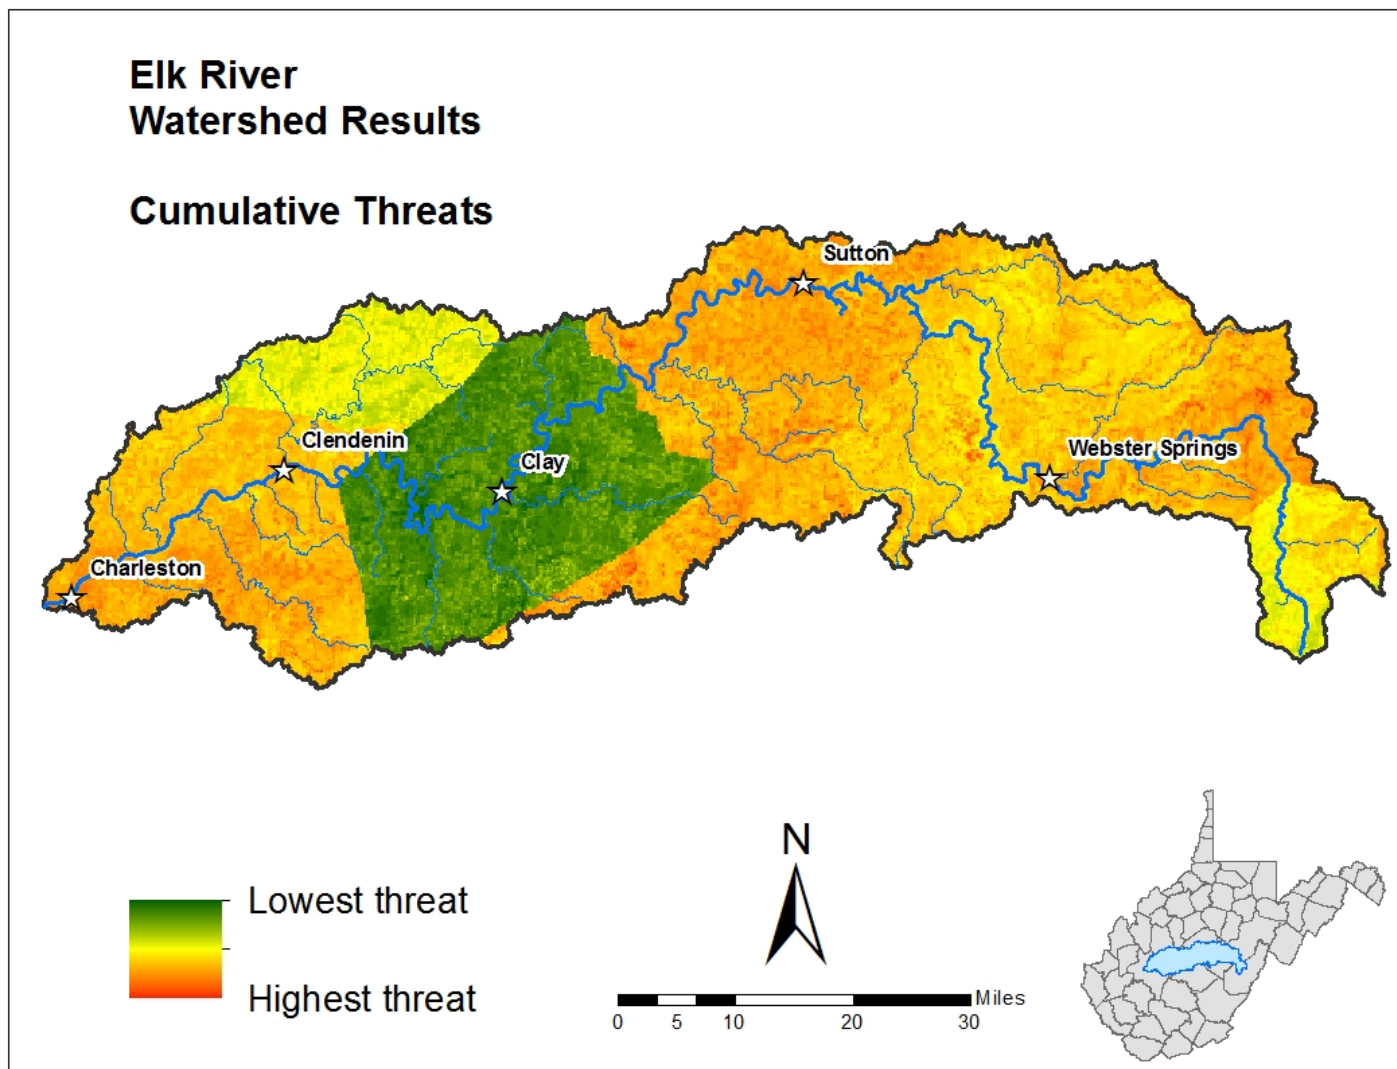 Elk River
Watershed Results
Cumulative Threats
Sutton
Clendenin
Clay
Webster Springs
Charleston
Lowest threat
Highest threat
N
Miles
0 5 10 20 30